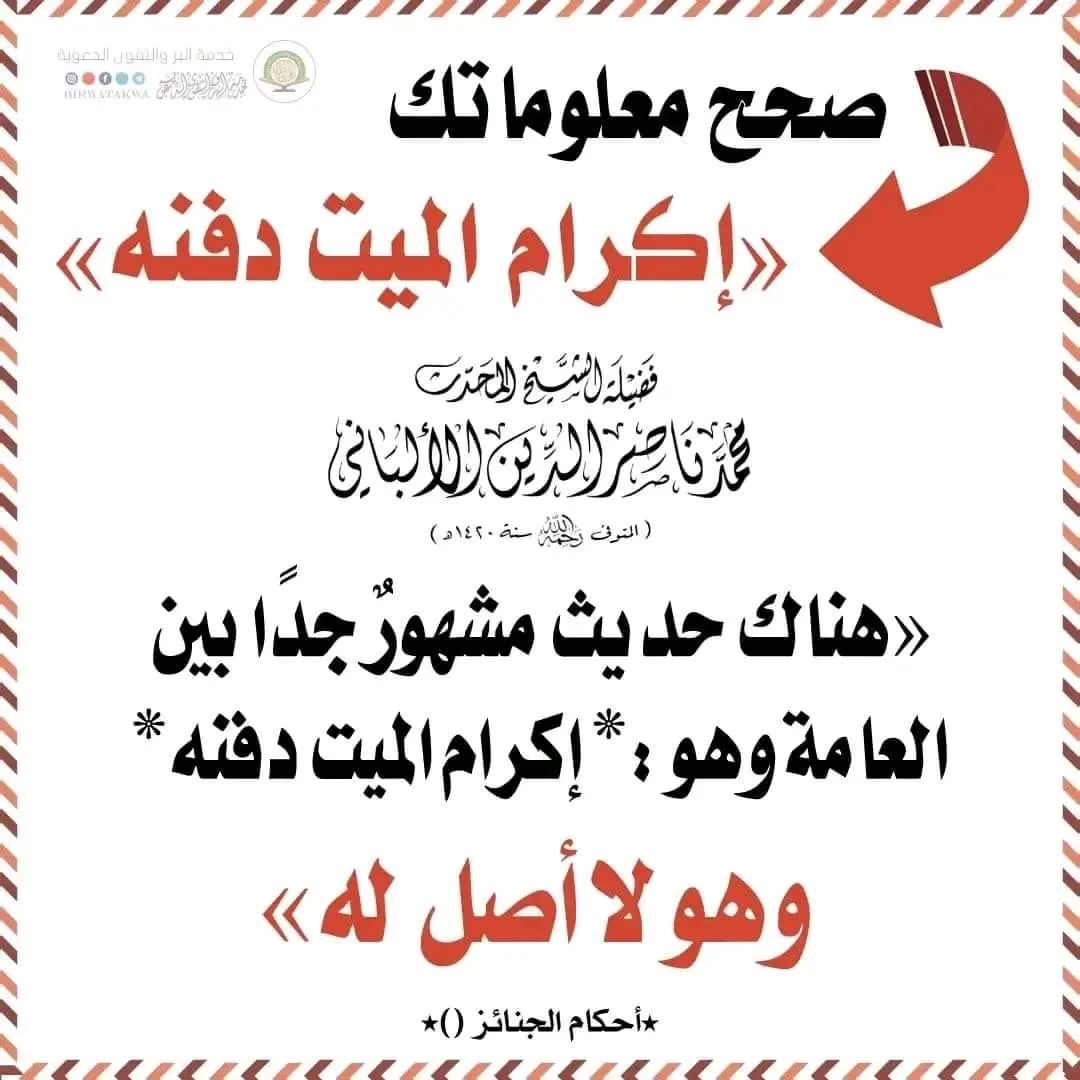 خدمة البر والتقوى الدعوية
BIRWATAKWA
صحح معلوماتك
«إكرام الميت دفنه»
فضيلة الشيخ المحدث
محمد ناصر الدين الألباني
(المتوفى رحمه الله سنة ١٤٢٠هـ)
«هناك حديث مشهورٌ جدًا بين
العامة وهو : * إكرام الميت دفنه *
وهو لا أصل له»
*أحكام الجنائز ()*